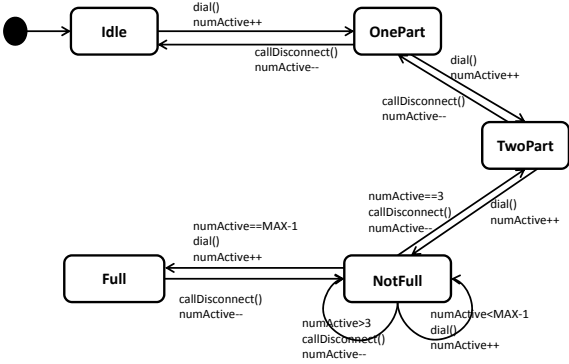 dial()
numActive++
Idle
OnePart
callDisconnect()
numActive--
dial()
numActive++
callDisconnect()
numActive--
TwoPart
numActive==3
callDisconnect()
numActive--
dial()
numActive++
numActive==MAX-1
dial()
numActive++
Full
NotFull
callDisconnect()
numActive--
numActive>3
callDisconnect()
numActive--
numActive<MAX-1
dial()
numActive++